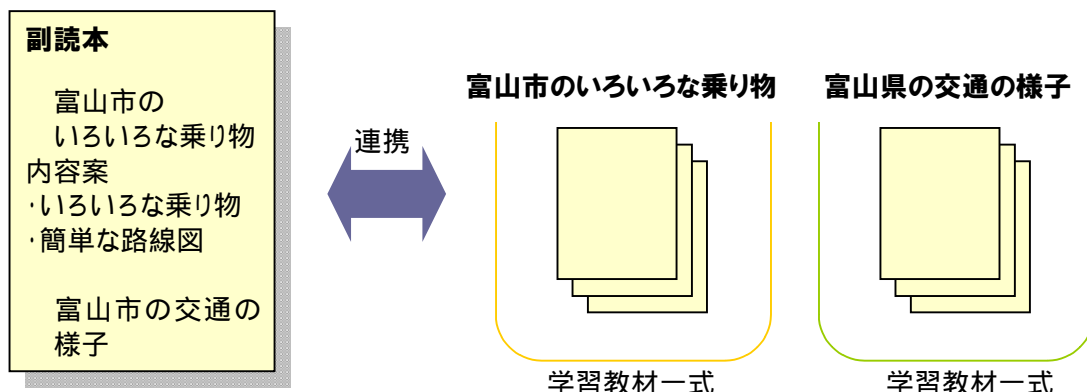 副読本
富山市の
いろいろな乗り物
内容案
・いろいろな乗り物
・簡単な路線図
富山市の交通の
様子
連携
富山市のいろいろな乗り物
学習教材一式
富山県の交通の様子
学習教材一式